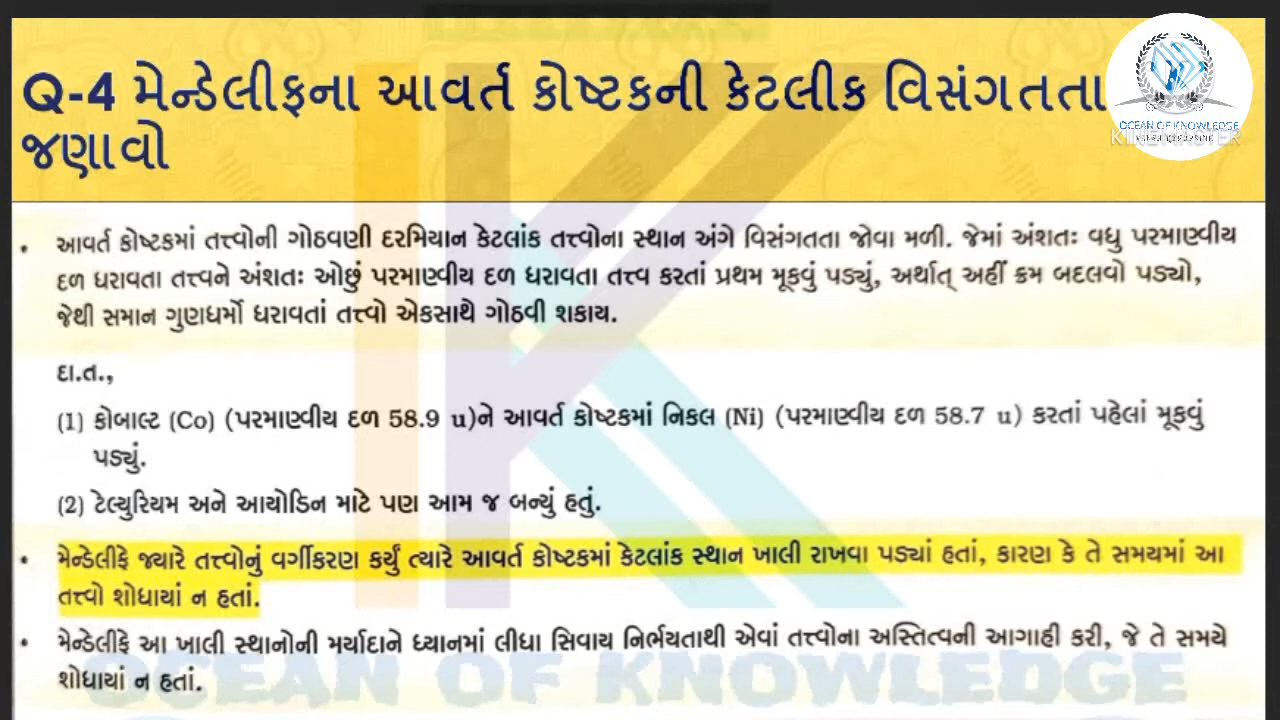 Q-4 મેન્ડેલીફના આવર્ત કોષ્ટકની કેટલીક વિસંગતતા
જણાવો
OCEAN OF KNOWLEDGE
KINEMASTER
• આવર્ત કોષ્ટકમાં તત્ત્વોની ગોઠવણી દરમિયાન કેટલાંક તત્ત્વોના સ્થાન અંગે વિસંગતતા જોવા મળી. જેમાં અંશતઃ વધુ પરમાણ્વીય
દળ ધરાવતા તત્ત્વને અંશતઃ ઓછું પરમાણ્વીય દળ ધરાવતા તત્ત્વ કરતાં પ્રથમ મૂકવું પડ્યું, અર્થાત્ અહીં ક્રમ બદલવો પડ્યો,
જેથી સમાન ગુણધર્મો ધરાવતાં તત્ત્વો એકસાથે ગોઠવી શકાય.
દા.ત.,
(1) કોબાલ્ટ (Co) (પરમાણ્વીય દળ 58.9 u)ને આવર્ત કોષ્ટકમાં નિકલ (Ni) (પરમાણ્વીય દળ 58.7 u) કરતાં પહેલાં મૂકવું
પડ્યું.
(2) ટેલ્યુરિયમ અને આયોડિન માટે પણ આમ જ બન્યું હતું.
• મેન્ડેલીફે જ્યારે તત્ત્વોનું વર્ગીકરણ કર્યું ત્યારે આવર્ત કોષ્ટકમાં કેટલાંક સ્થાન ખાલી રાખવા પડ્યાં હતાં, કારણ કે તે સમયમાં આ
તત્ત્વો શોધાયાં ન હતાં.
• મેન્ડેલીફે આ ખાલી સ્થાનોની મર્યાદાને ધ્યાનમાં લીધા સિવાય નિર્ભયતાથી એવાં તત્ત્વોના અસ્તિત્વની આગાહી કરી, જે તે સમયે
શોધાયાં ન હતાં.
OCEAN OF KNOWLEDGE